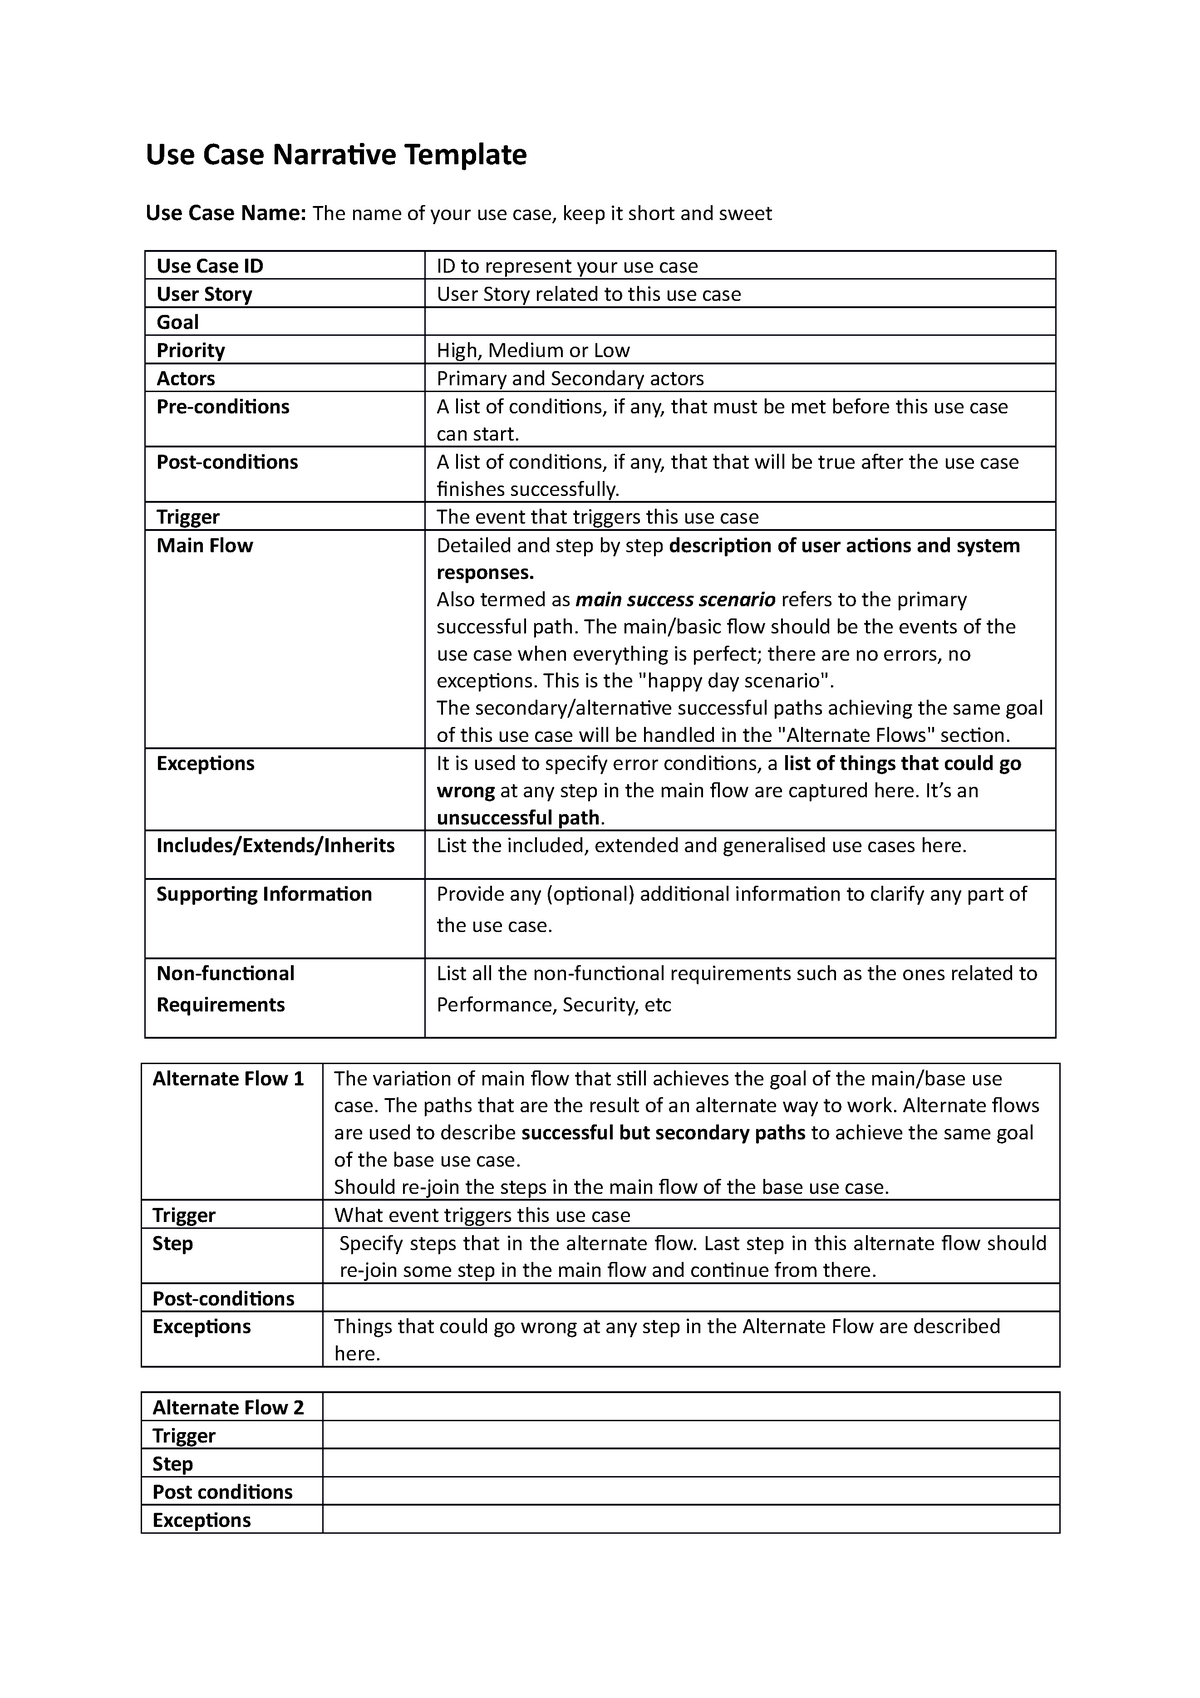 Use Case Narrative Template
Use Case Name: The name of your use case, keep it short and sweet
Use Case ID ID to represent your use case
User Story User Story related to this use case
Goal
Priority High, Medium or Low
Actors Primary and Secondary actors
Pre-conditions A list of conditions, if any, that must be met before this use case
can start.
Post-conditions A list of conditions, if any, that that will be true after the use case
finishes successfully.
Trigger The event that triggers this use case
Main Flow Detailed and step by step description of user actions and system
responses.
Also termed as main success scenario refers to the primary
successful path. The main/basic flow should be the events of the
use case when everything is perfect; there are no errors, no
exceptions. This is the "happy day scenario".
The secondary/alternative successful paths achieving the same goal
of this use case will be handled in the "Alternate Flows" section.
Exceptions It is used to specify error conditions, a list of things that could go
wrong at any step in the main flow are captured here. It’s an
unsuccessful path.
Includes/Extends/Inherits List the included, extended and generalised use cases here.
Supporting Information Provide any (optional) additional information to clarify any part of
the use case.
Non-functional List all the non-functional requirements such as the ones related to
Requirements Performance, Security, etc
Alternate Flow 1 The variation of main flow that still achieves the goal of the main/base use
case. The paths that are the result of an alternate way to work. Alternate flows
are used to describe successful but secondary paths to achieve the same goal
of the base use case.
Should re-join the steps in the main flow of the base use case.
Trigger What event triggers this use case
Step Specify steps that in the alternate flow. Last step in this alternate flow should
re-join some step in the main flow and continue from there.
Post-conditions
Exceptions Things that could go wrong at any step in the Alternate Flow are described
here.
Alternate Flow 2
Trigger
Step
Post conditions
Exceptions